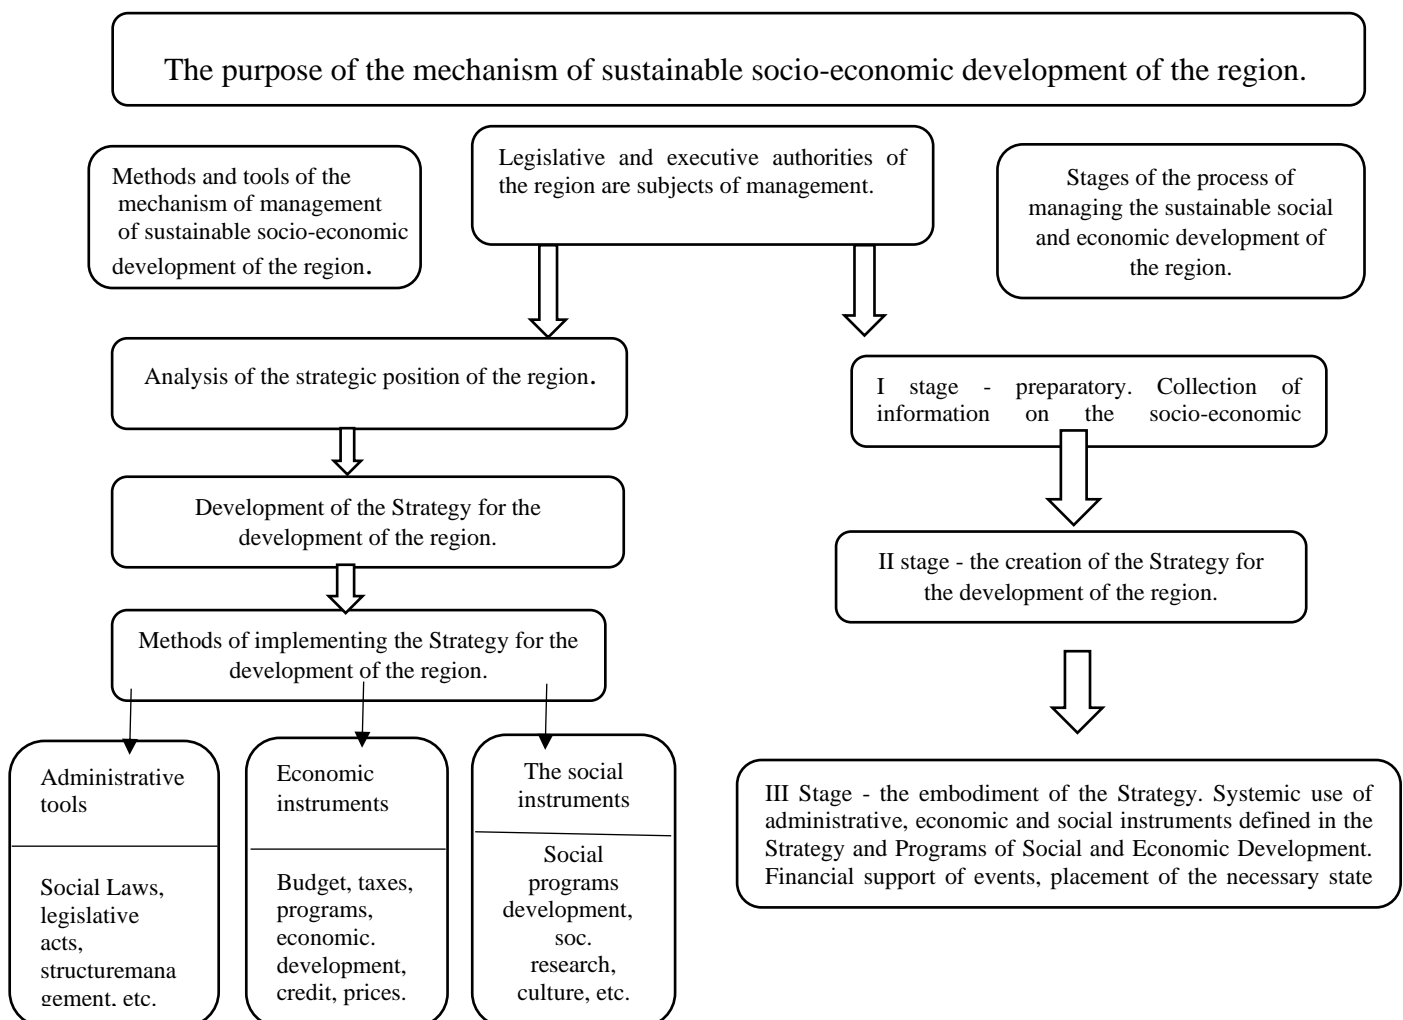 The purpose of the mechanism of sustainable socio-economic development of the region.
Methods and tools of the
mechanism of management
of sustainable socio-economic
development of the region.
Legislative and executive authorities of
the region are subjects of management.
Stages of the process of
managing the sustainable social
and economic development of
the region.
Analysis of the strategic position of the region.
I stage - preparatory. Collection of
information on the socio-economic
Development of the Strategy for the
development of the region.
II stage - the creation of the Strategy for
the development of the region.
Methods of implementing the Strategy for the
development of the region.
Administrative
tools
Social Laws,
legislative
acts,
structuremana
gement, etc.
Economic
instruments
Budget, taxes,
programs,
economic.
development,
credit, prices.
The social
instruments
Social
programs
development,
soc.
research,
culture, etc.
III Stage - the embodiment of the Strategy. Systemic use of
administrative, economic and social instruments defined in the
Strategy and Programs of Social and Economic Development.
Financial support of events, placement of the necessary state